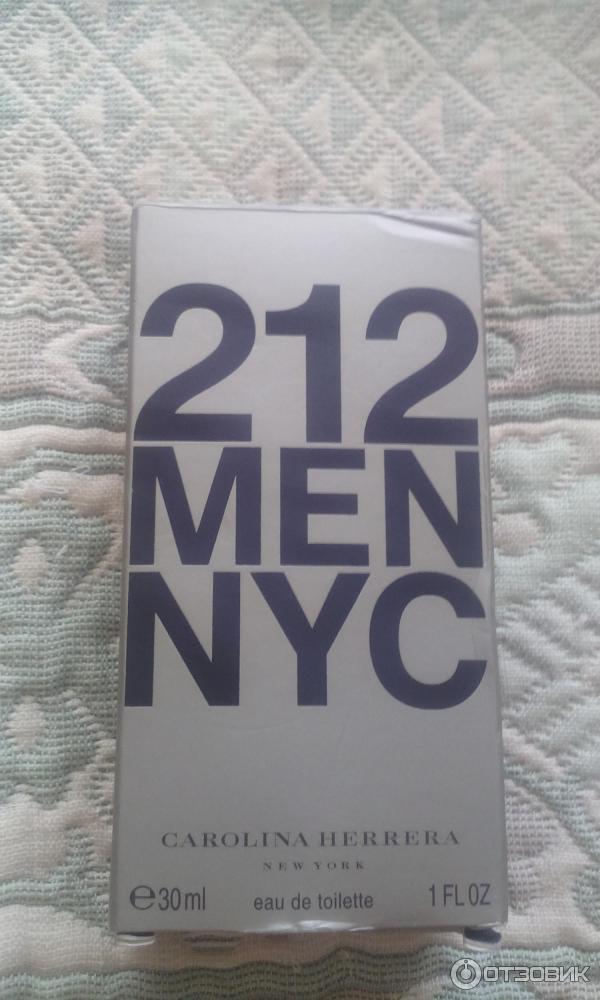 212
MEN
NYC
CAROLINA HERRERA
NEW YORK
℮30ml eau de toilette 1 FL OZ
ОТЗОВИК